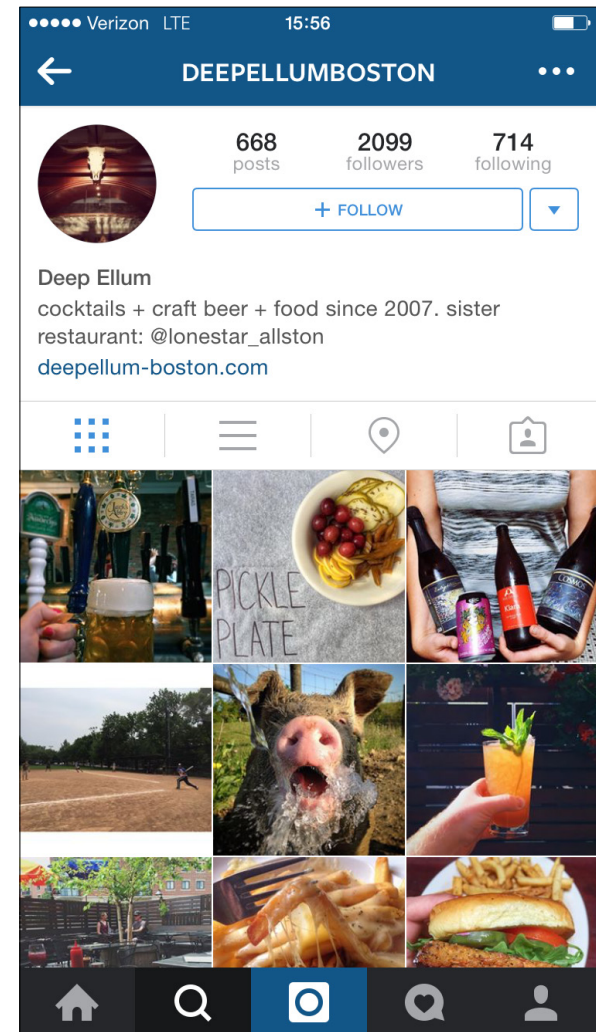 Verizon LTE 15:56
DEEPELLUMBOSTON
668 2099 714
posts followers following
+ FOLLOW
Deep Ellum
cocktails + craft beer + food since 2007. sister
restaurant: @lonestar_allston
deepellum-boston.com
PICKLE
PLATE
COSMOS